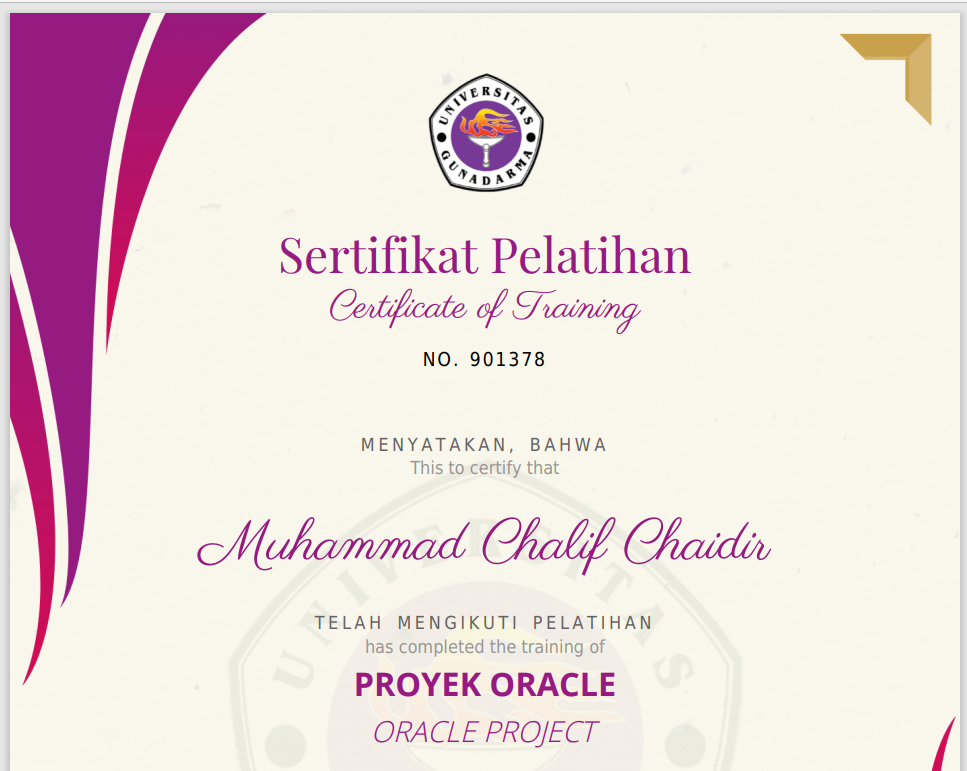 UNIVERSITAS
GUNADARMA
Sertifikat Pelatihan
Certificate of Training
NO. 901378
MENYATAKAN, BAHWA
This to certify that
Muhammad Chalif Chaidir
TELAH MENGIKUTI PELATIHAN
has completed the training of
PROYEK ORACLE
ORACLE PROJECT
UNIVERSITAS